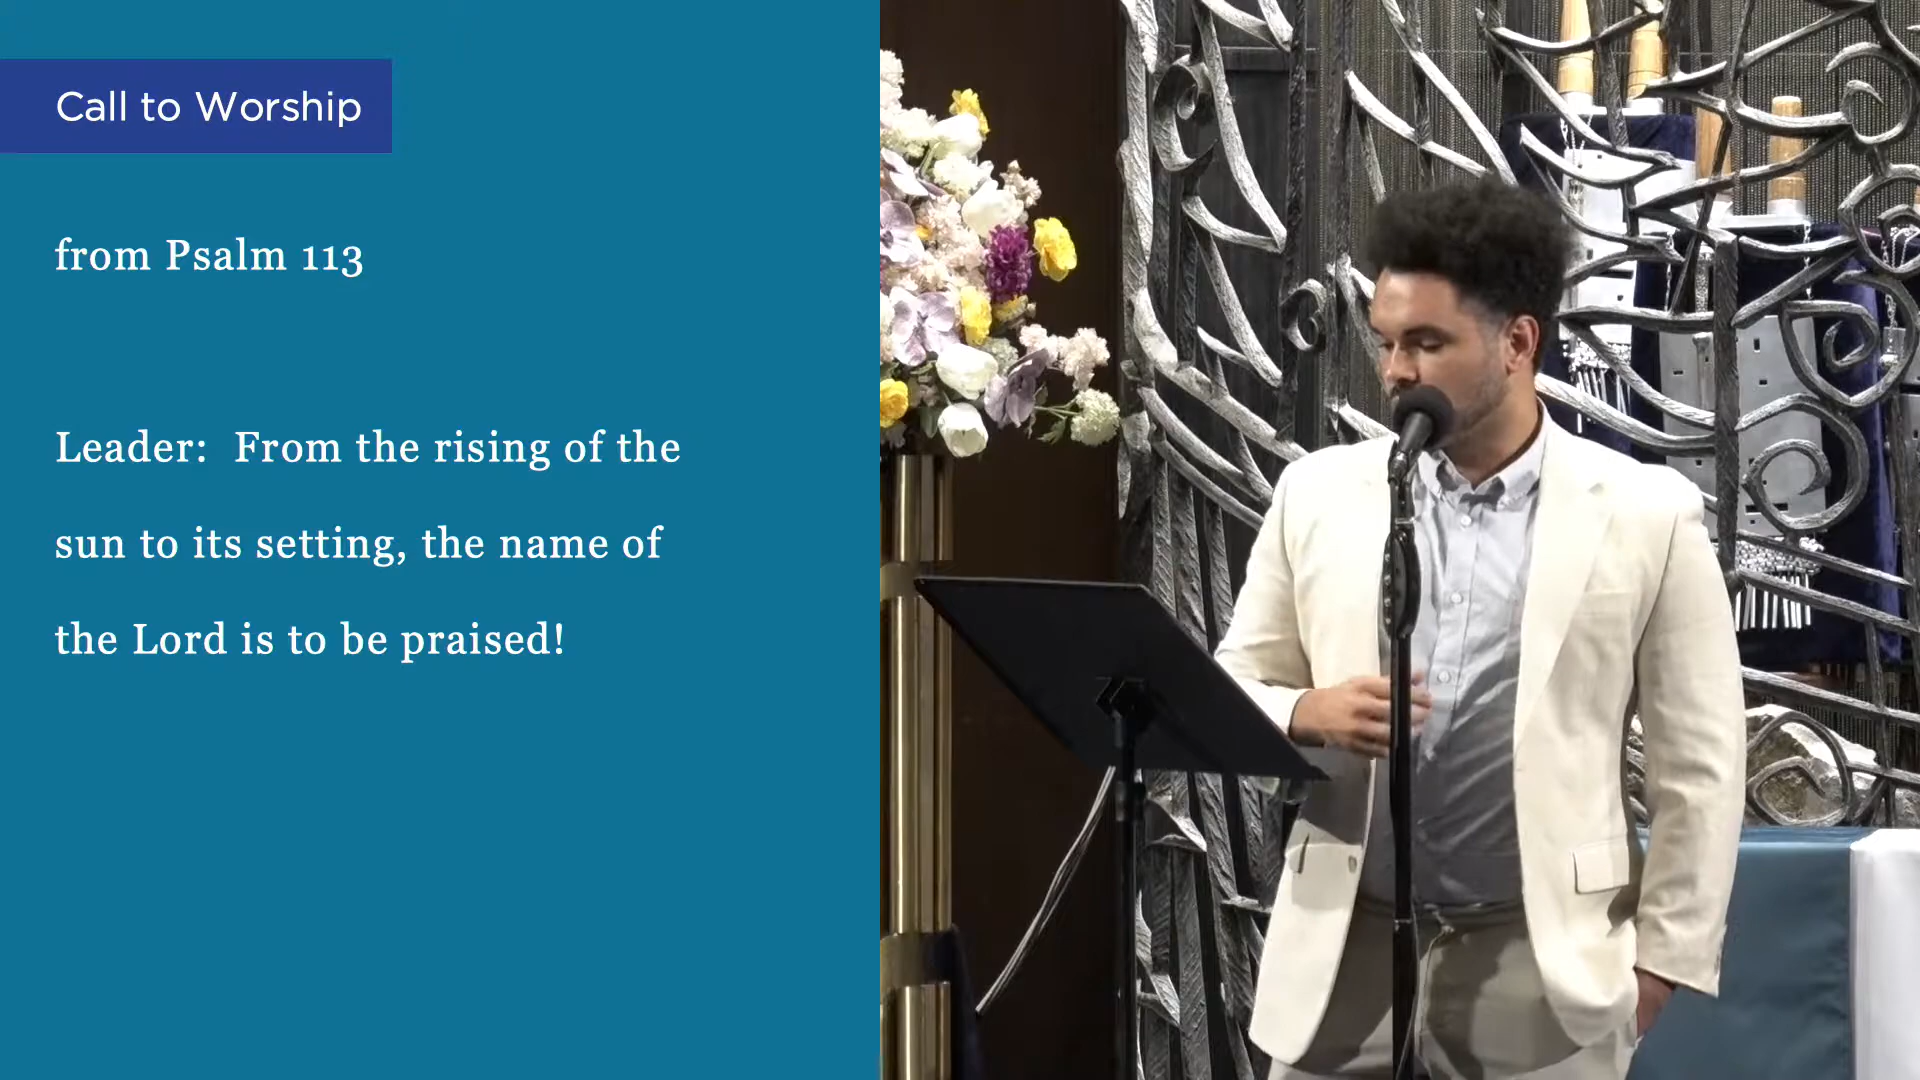 Call to Worship
from Psalm 113
Leader: From the rising of the
sun to its setting, the name of
the Lord is to be praised!